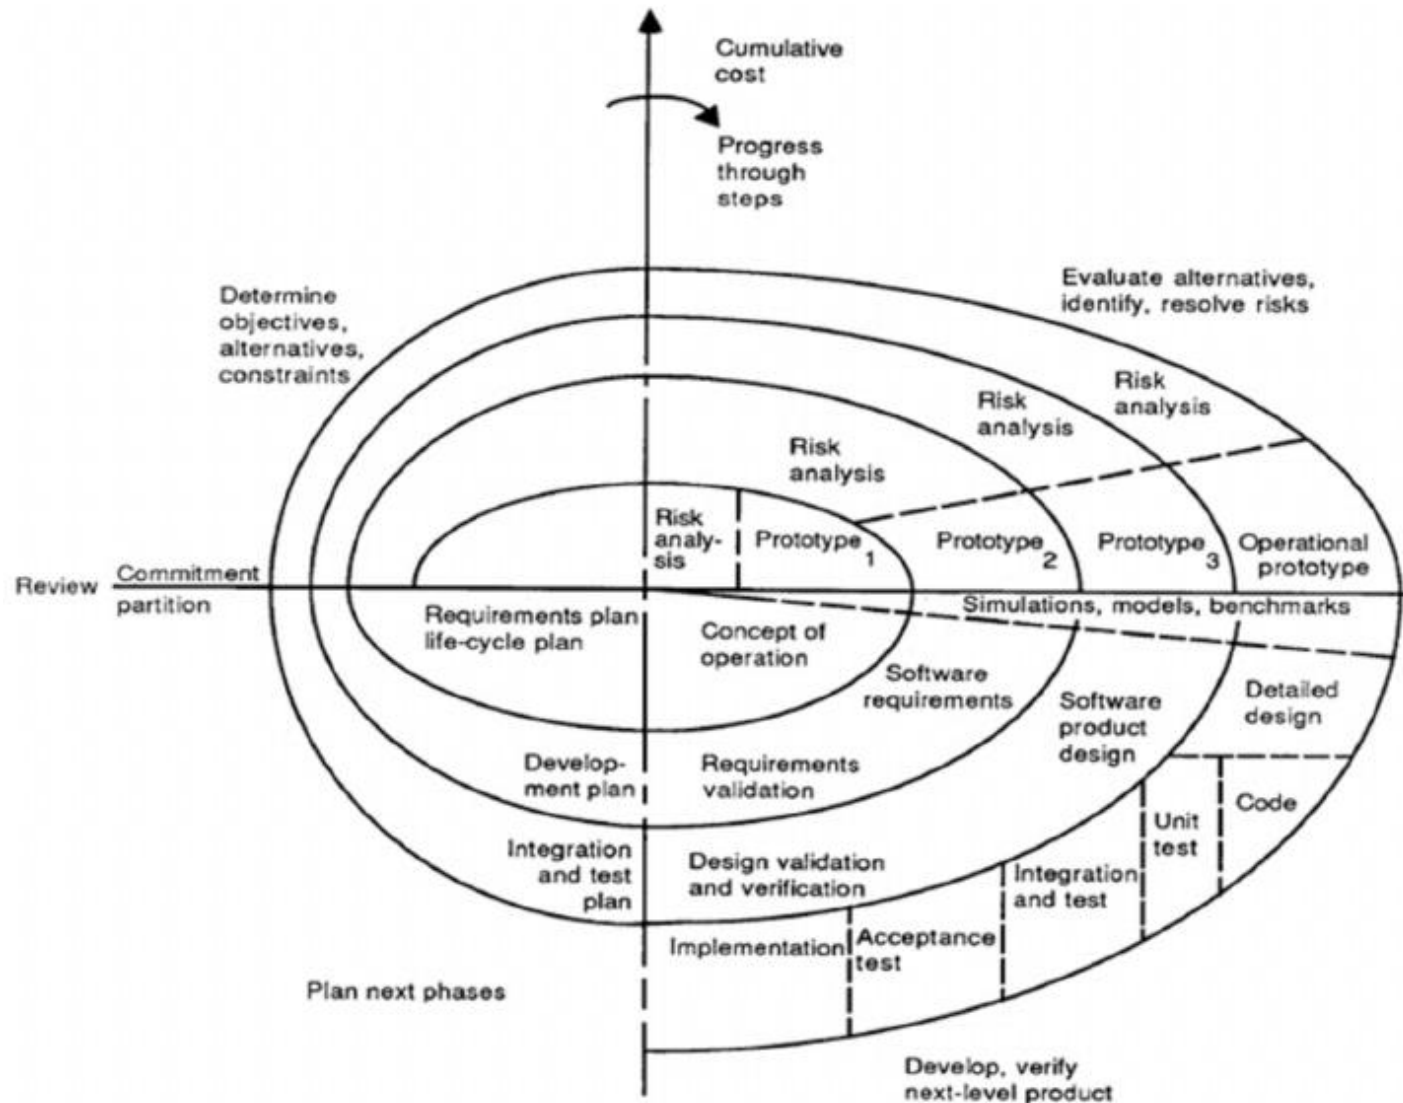 Cumulative
cost
Progress
through
steps
Determine
objectives,
alternatives,
constraints
Evaluate alternatives,
identify, resolve risks
Risk
analysis
Risk
analysis
Risk
analysis
Risk
analy-
sis
Prototype 1
Prototype 2
Prototype 3
Operational
prototype
Review
Commitment
partition
Requirements plan
life-cycle plan
Concept of
operation
Simulations, models, benchmarks
Software
requirements
Software
product
design
Detailed
design
Develop-
ment plan
Requirements
validation
Code
Unit
test
Integration
and test
plan
Design validation
and verification
Integration
and test
Acceptance
test
Implementation
Plan next phases
Develop, verify
next-level product